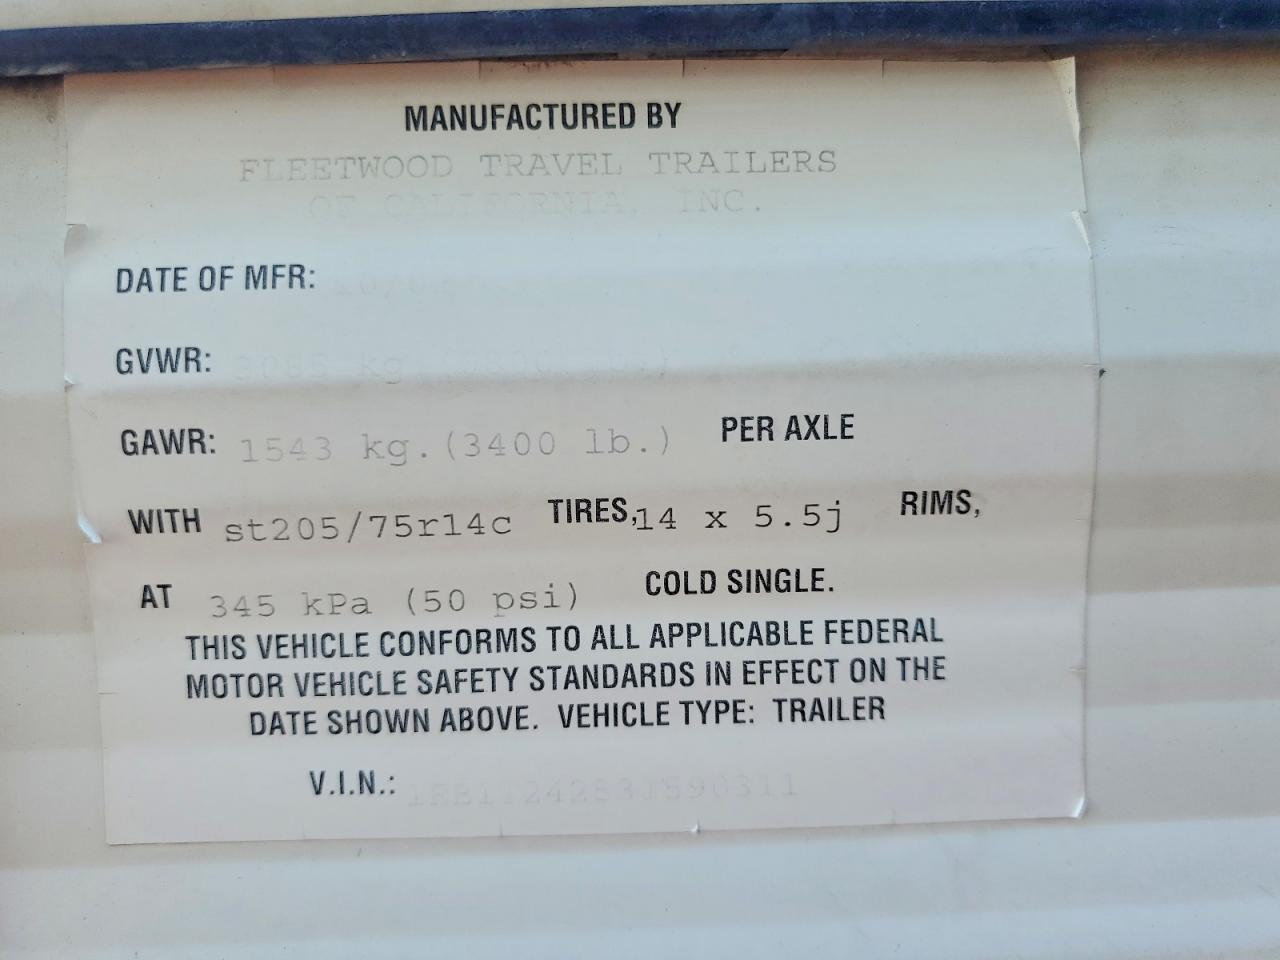 MANUFACTURED BY
FLEETWOOD TRAVEL TRAILERS
OF CALIFORNIA, INC.
DATE OF MFR:
GVWR: kg
GAWR: 1543 kg.(3400 lb.) PER AXLE
WITH st205/75r14c TIRES, 14 x 5.5j RIMS,
AT 345 kPa (50 psi) COLD SINGLE.
THIS VEHICLE CONFORMS TO ALL APPLICABLE FEDERAL
MOTOR VEHICLE SAFETY STANDARDS IN EFFECT ON THE
DATE SHOWN ABOVE. VEHICLE TYPE: TRAILER
V.I.N.: